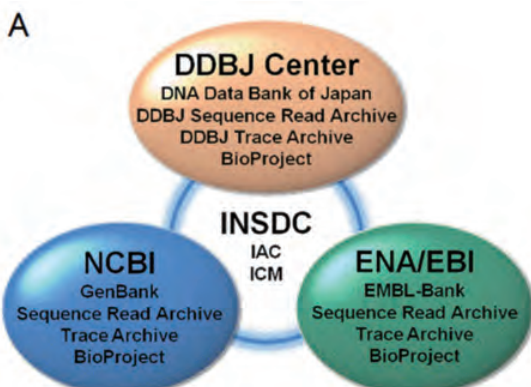 A
DDBJ Center
DNA Data Bank of Japan
DDBJ Sequence Read Archive
DDBJ Trace Archive
BioProject
INSDC
IAC
ICM
NCBI
GenBank
Sequence Read Archive
Trace Archive
BioProject
ENA/EBI
EMBL-Bank
Sequence Read Archive
Trace Archive
BioProject